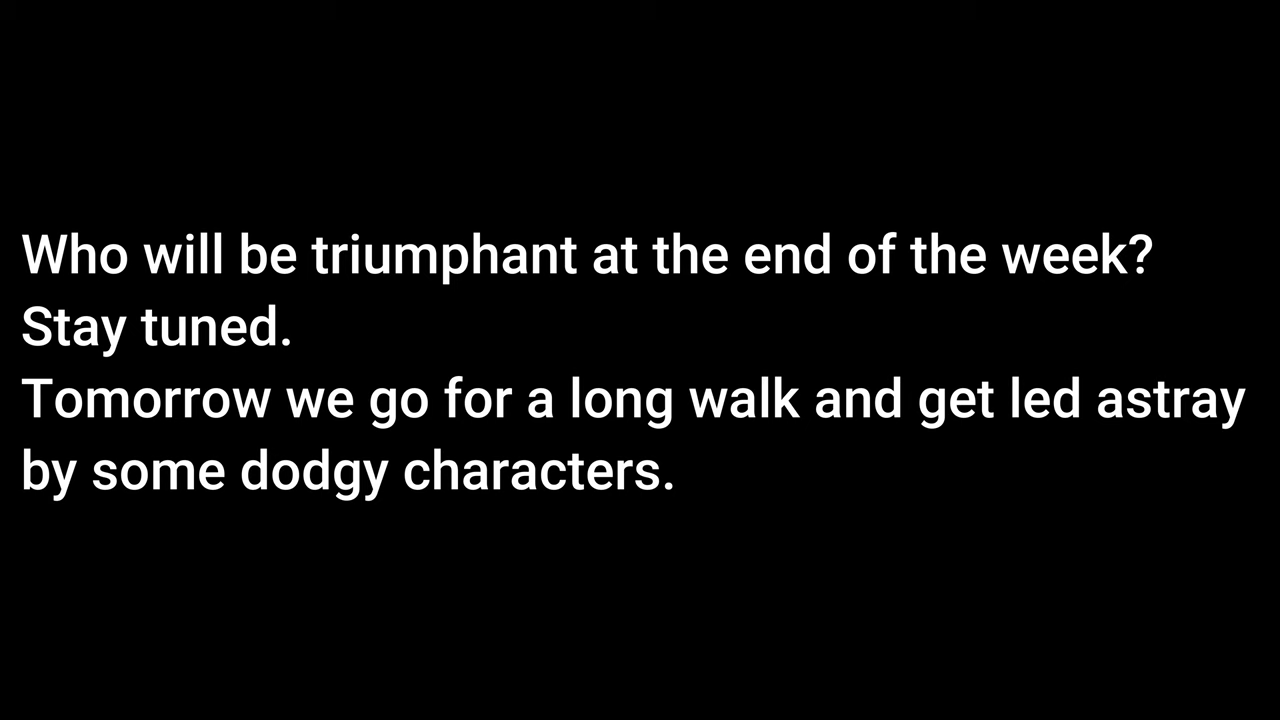 Who will be triumphant at the end of the week?
Stay tuned.
Tomorrow we go for a long walk and get led astray
by some dodgy characters.